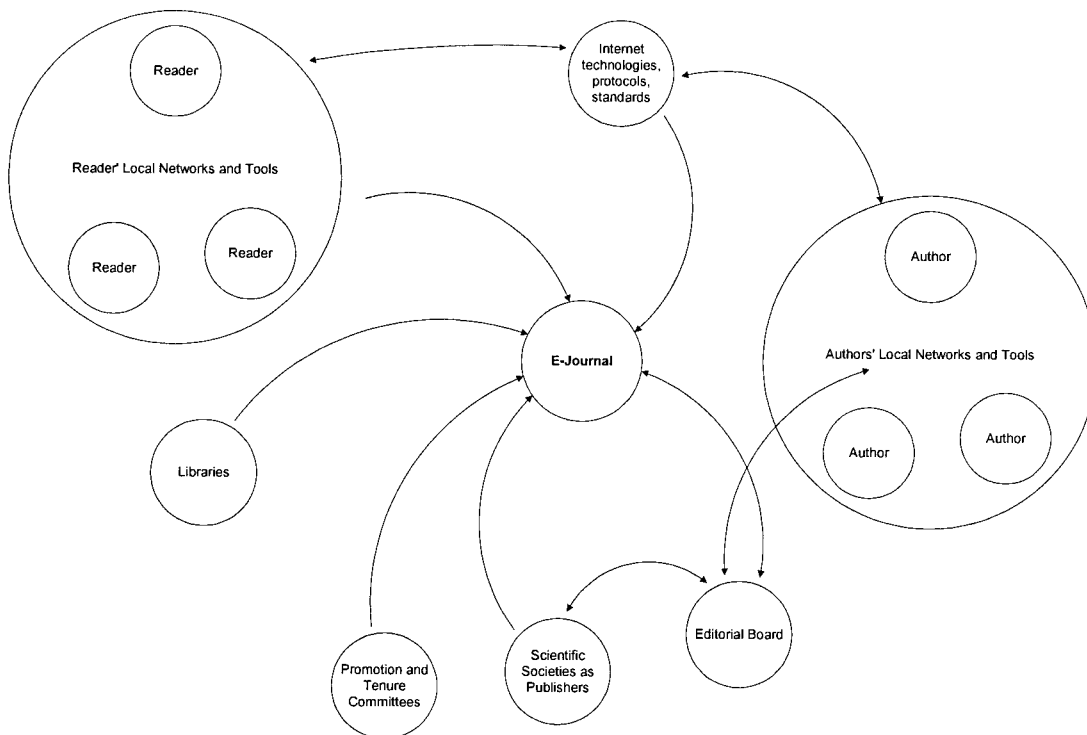 Reader
Reader' Local Networks and Tools
Reader
Reader
Internet
technologies,
protocols,
standards
Author
Authors' Local Networks and Tools
Author
Author
E-Journal
Libraries
Promotion and
Tenure
Committees
Scientific
Societies as
Publishers
Editorial Board